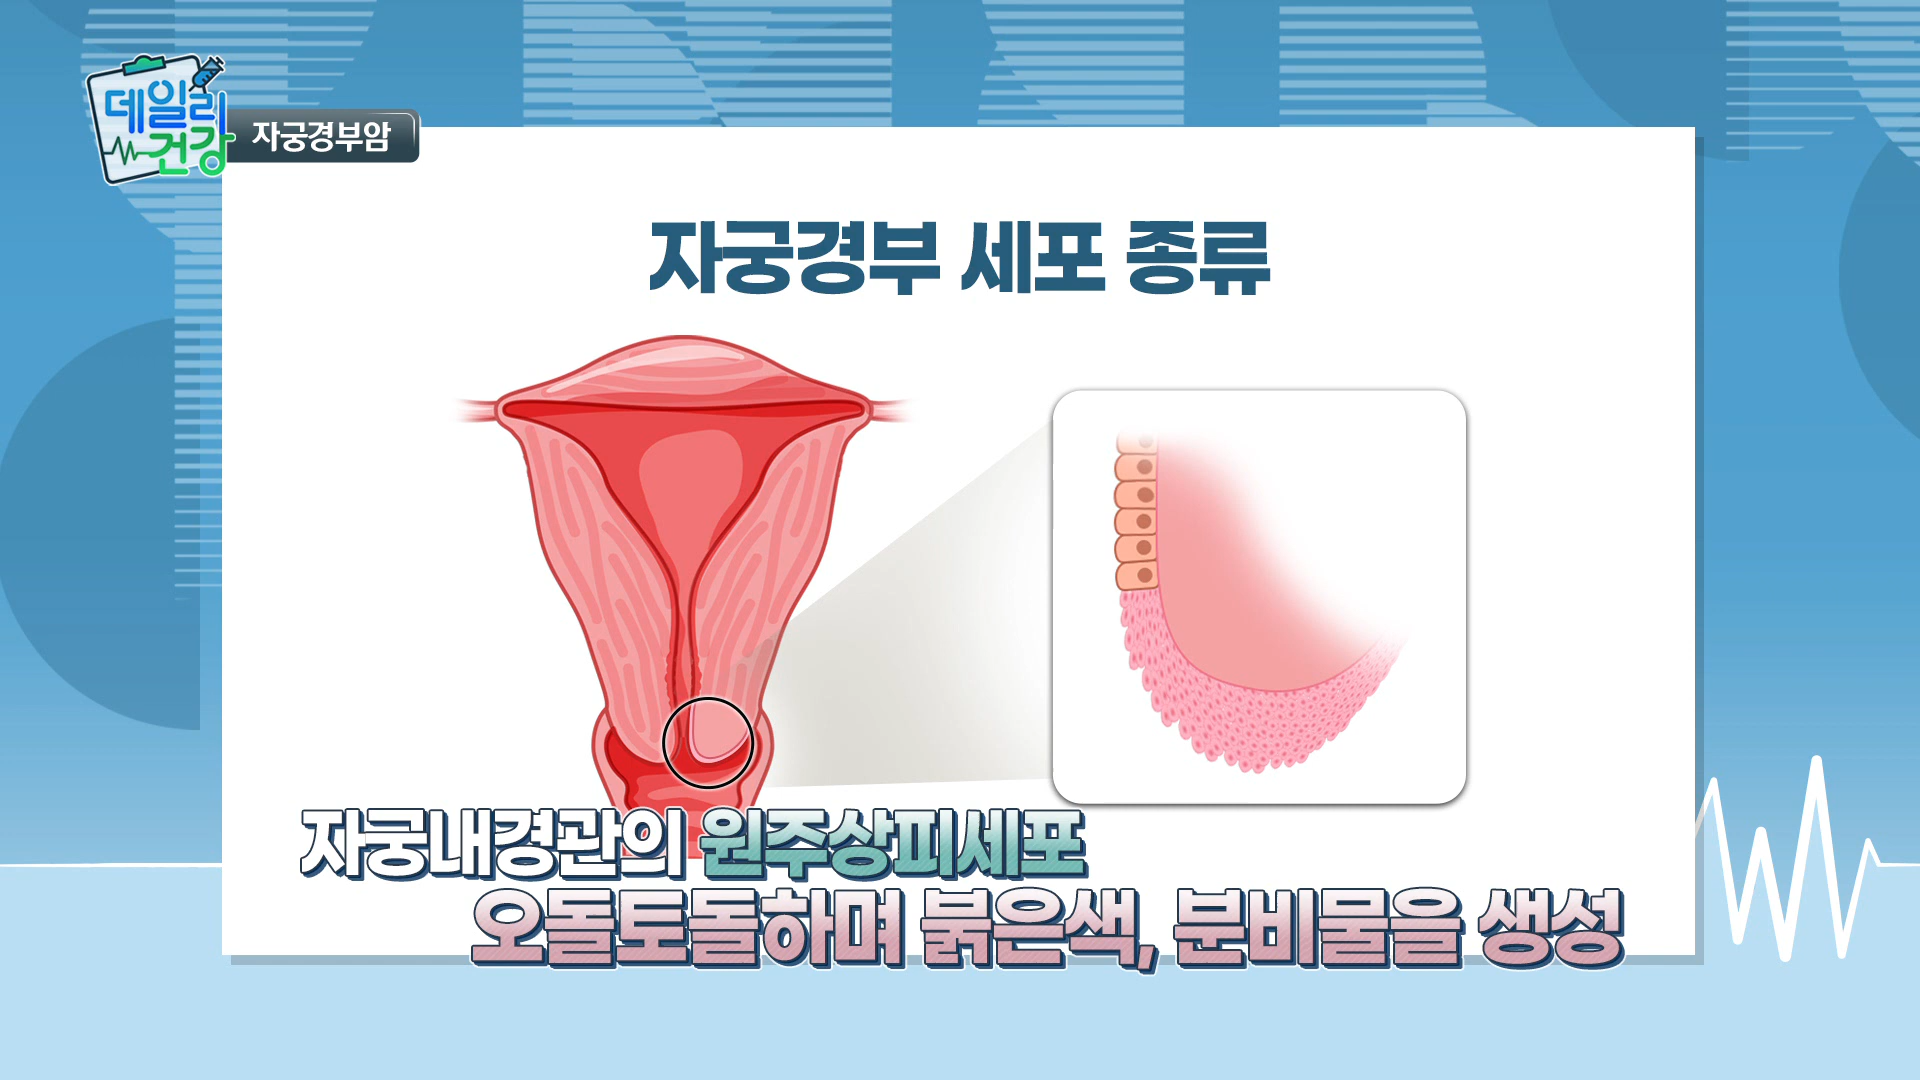 데일리
건강
자궁경부암
자궁경부 세포 종류
자궁내경관의 원주상피세포
오돌토돌하며 붉은색, 분비물을 생성